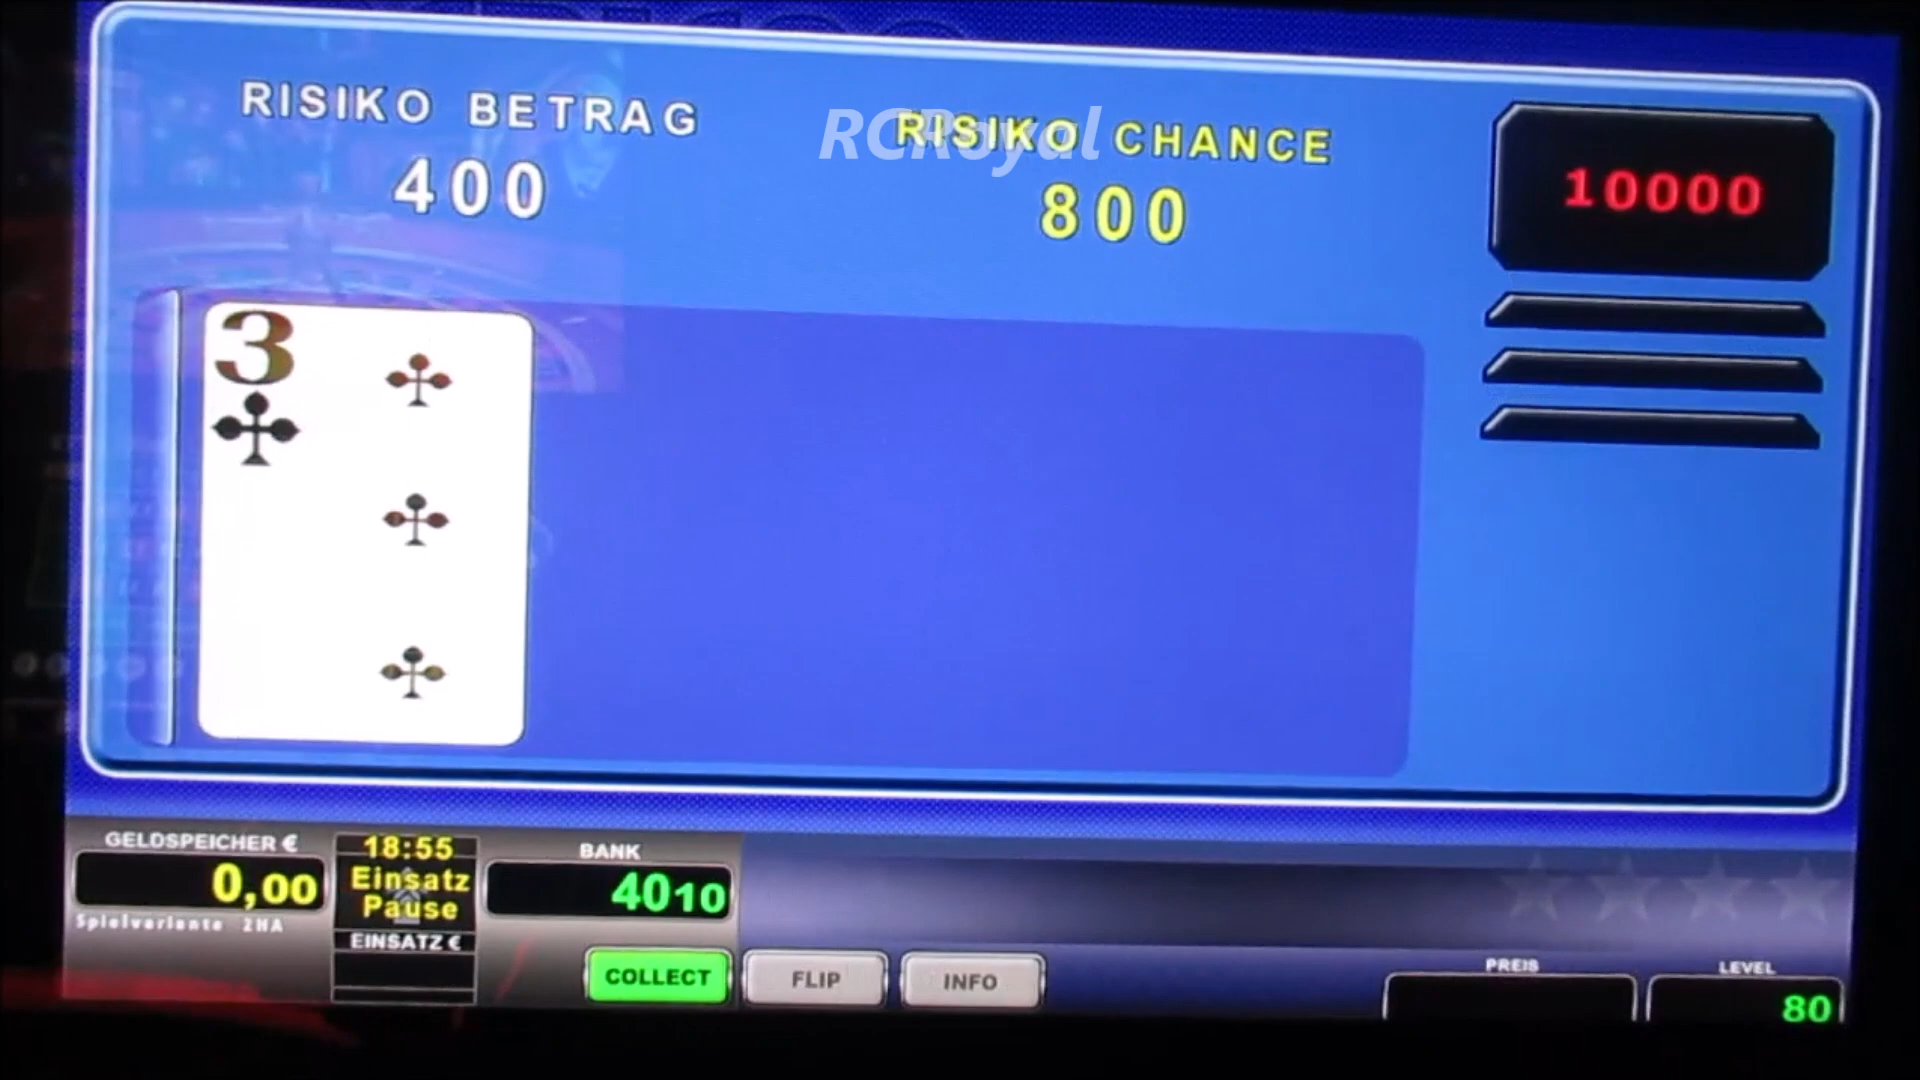 RISIKO BETRAG
400
RCRoyal
RISIKO CHANCE
800
10000
3
GELDSPEICHER €
0,00
Spielvariante 2HA
18:55
Einsatz
Pause
EINSATZ €
BANK
4010
COLLECT
FLIP
INFO
PREIS
LEVEL
80